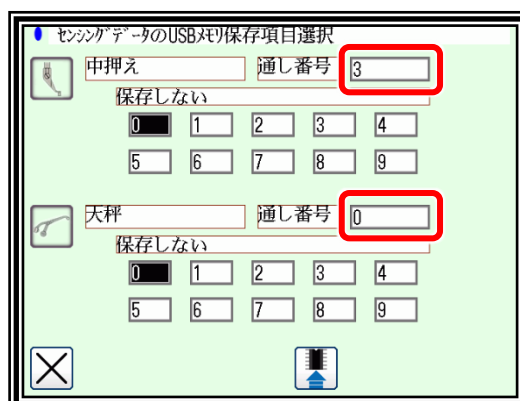 センシングデータのUSBメモリ保存項目選択
中押え 通し番号 3
保存しない
0 1 2 3 4
5 6 7 8 9
天秤 通し番号 0
保存しない
0 1 2 3 4
5 6 7 8 9